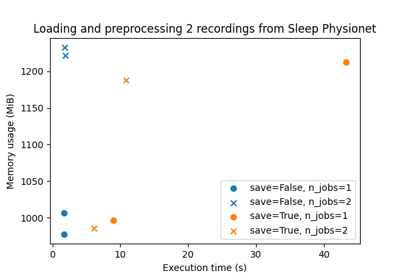 Loading and preprocessing 2 recordings from Sleep Physionet
Memory usage (MiB)
1200
1150
1100
1050
1000
save=False, n_jobs=1
save=False, n_jobs=2
save=True, n_jobs=1
save=True, n_jobs=2
0 10 20 30 40
Execution time (s)